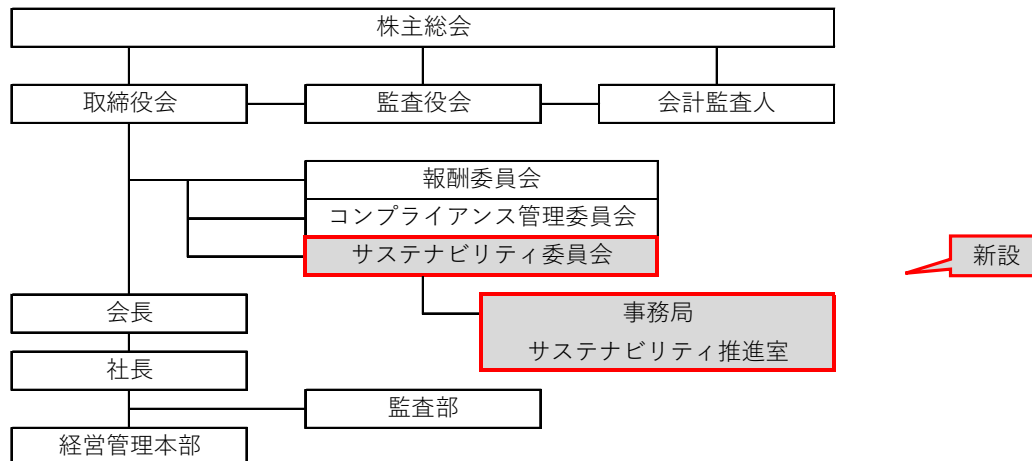 株主総会
取締役会
監査役会
会計監査人
報酬委員会
コンプライアンス管理委員会
サステナビリティ委員会
新設
会長
事務局
サステナビリティ推進室
社長
監査部
経営管理本部